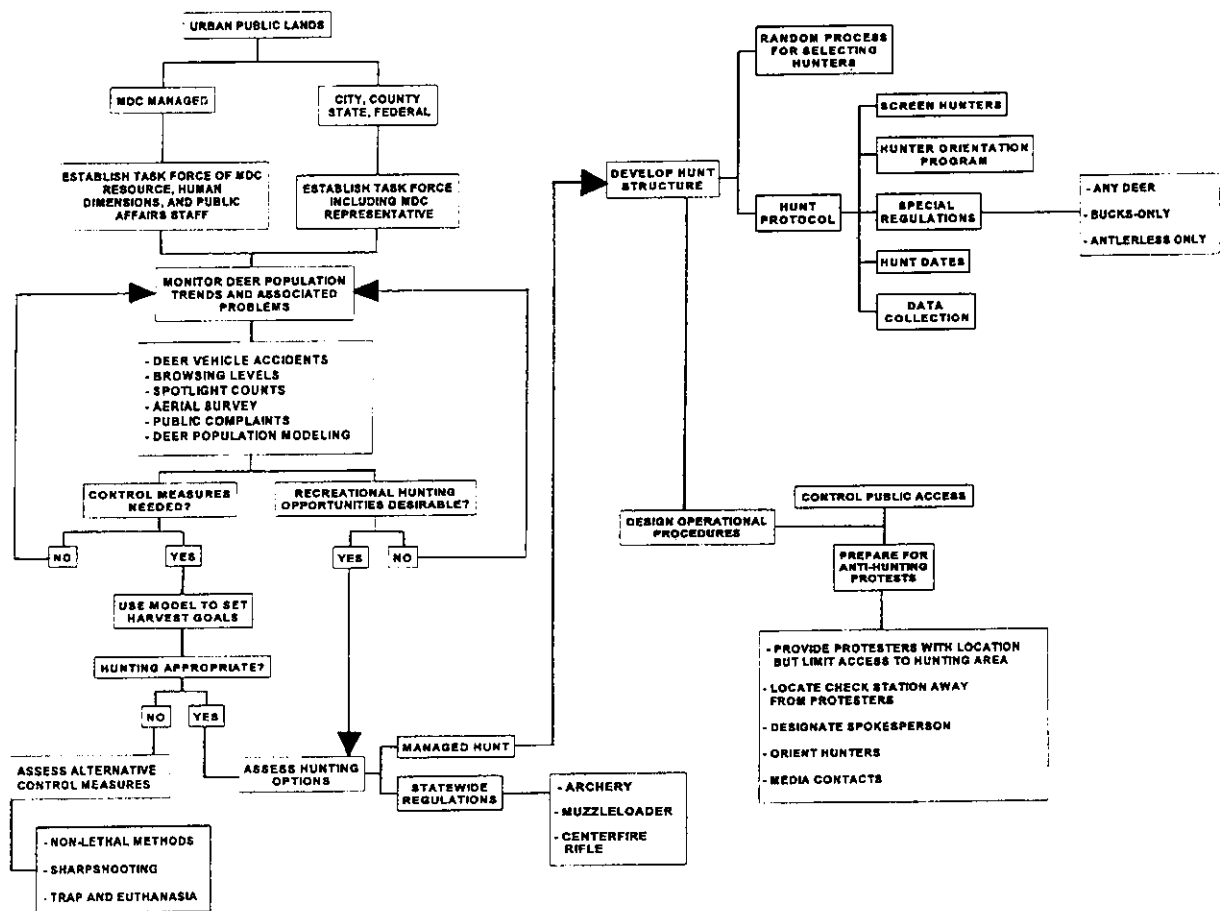 URBAN PUBLIC LANDS
MDC MANAGED
CITY, COUNTY
STATE, FEDERAL
ESTABLISH TASK FORCE OF MDC
RESOURCE, HUMAN
DIMENSIONS, AND PUBLIC
AFFAIRS STAFF
ESTABLISH TASK FORCE
INCLUDING MDC
REPRESENTATIVE
MONITOR DEER POPULATION
TRENDS AND ASSOCIATED
PROBLEMS
- DEER VEHICLE ACCIDENTS
- BROWSING LEVELS
- SPOTLIGHT COUNTS
- AERIAL SURVEY
- PUBLIC COMPLAINTS
- DEER POPULATION MODELING
CONTROL MEASURES
NEEDED?
RECREATIONAL HUNTING
OPPORTUNITIES DESIRABLE?
NO
YES
YES
NO
USE MODEL TO SET
HARVEST GOALS
HUNTING APPROPRIATE?
NO
YES
ASSESS ALTERNATIVE
CONTROL MEASURES
- NON-LETHAL METHODS
- SHARPSHOOTING
- TRAP AND EUTHANASIA
ASSESS HUNTING
OPTIONS
MANAGED HUNT
STATEWIDE
REGULATIONS
- ARCHERY
- MUZZLELOADER
- CENTERFIRE
RIFLE
DEVELOP HUNT
STRUCTURE
RANDOM PROCESS
FOR SELECTING
HUNTERS
HUNT
PROTOCOL
SCREEN HUNTERS
HUNTER ORIENTATION
PROGRAM
SPECIAL
REGULATIONS
HUNT DATES
DATA
COLLECTION
- ANY DEER
- BUCKS-ONLY
- ANTLERLESS ONLY
DESIGN OPERATIONAL
PROCEDURES
CONTROL PUBLIC ACCESS
PREPARE FOR
ANTI-HUNTING
PROTESTS
- PROVIDE PROTESTERS WITH LOCATION
BUT LIMIT ACCESS TO HUNTING AREA
- LOCATE CHECK STATION AWAY
FROM PROTESTERS
- DESIGNATE SPOKESPERSON
- ORIENT HUNTERS
- MEDIA CONTACTS